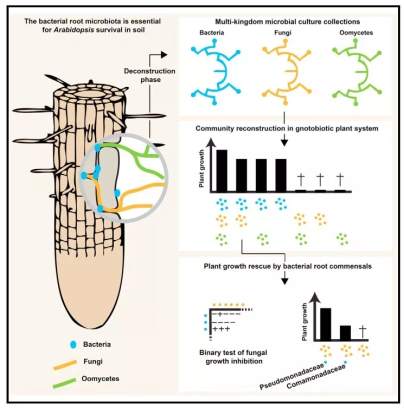 The bacterial root microbiota is essential
for Arabidopsis survival in soil
Deconstruction
phase
Multi-kingdom microbial culture collections
Bacteria Fungi Oomycetes
Community reconstruction in gnotobiotic plant system
Plant growth
† † †
Plant growth rescue by bacterial root commensals
Binary test of fungal
growth inhibition
Plant growth
†
Pseudomonadaceae
Comamonadaceae
Bacteria
Fungi
Oomycetes